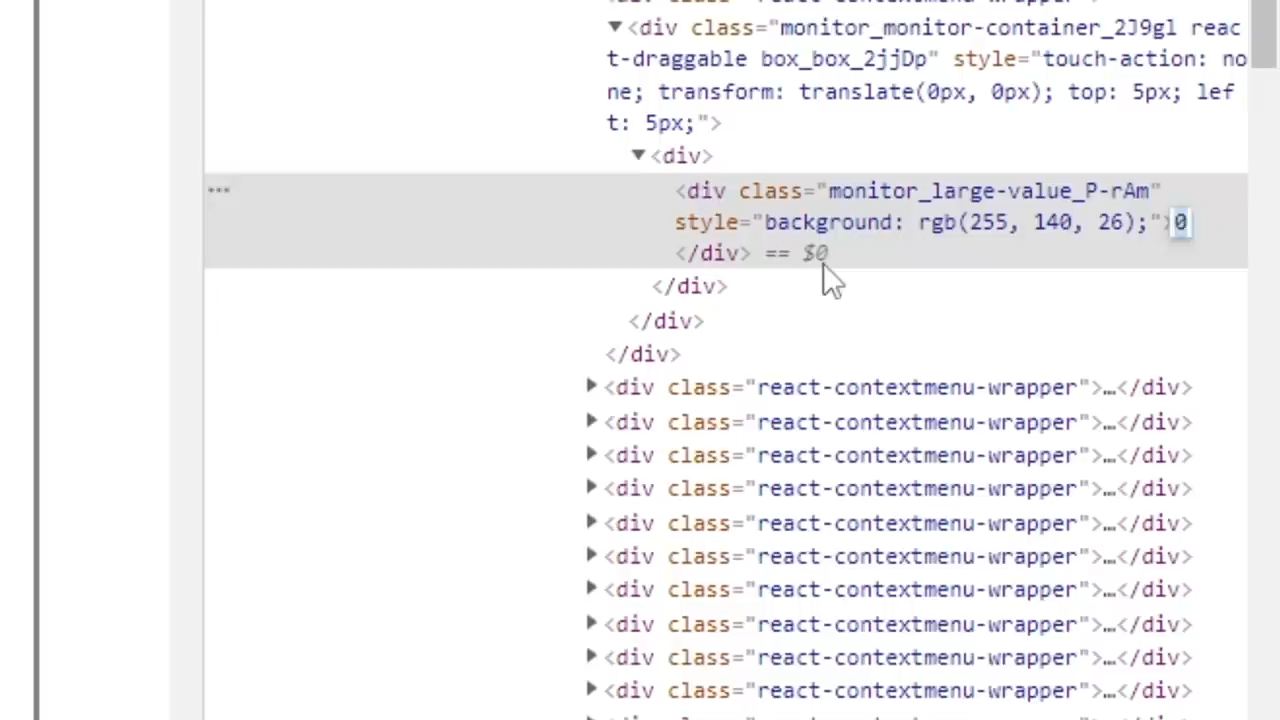 <div class="monitor_monitor-container_2J9gl reac
t-draggable box_box_2jjDp" style="touch-action: no
ne; transform: translate(0px, 0px); top: 5px; lef
t: 5px;">
<div>
<div class="monitor_large-value_P-rAm"
style="background: rgb(255, 140, 26);">0
</div> == $0
</div>
</div>
</div>
<div class="react-contextmenu-wrapper">…</div>
<div class="react-contextmenu-wrapper">…</div>
<div class="react-contextmenu-wrapper">…</div>
<div class="react-contextmenu-wrapper">…</div>
<div class="react-contextmenu-wrapper">…</div>
<div class="react-contextmenu-wrapper">…</div>
<div class="react-contextmenu-wrapper">…</div>
<div class="react-contextmenu-wrapper">…</div>
<div class="react-contextmenu-wrapper">…</div>
<div class="react-contextmenu-wrapper">…</div>